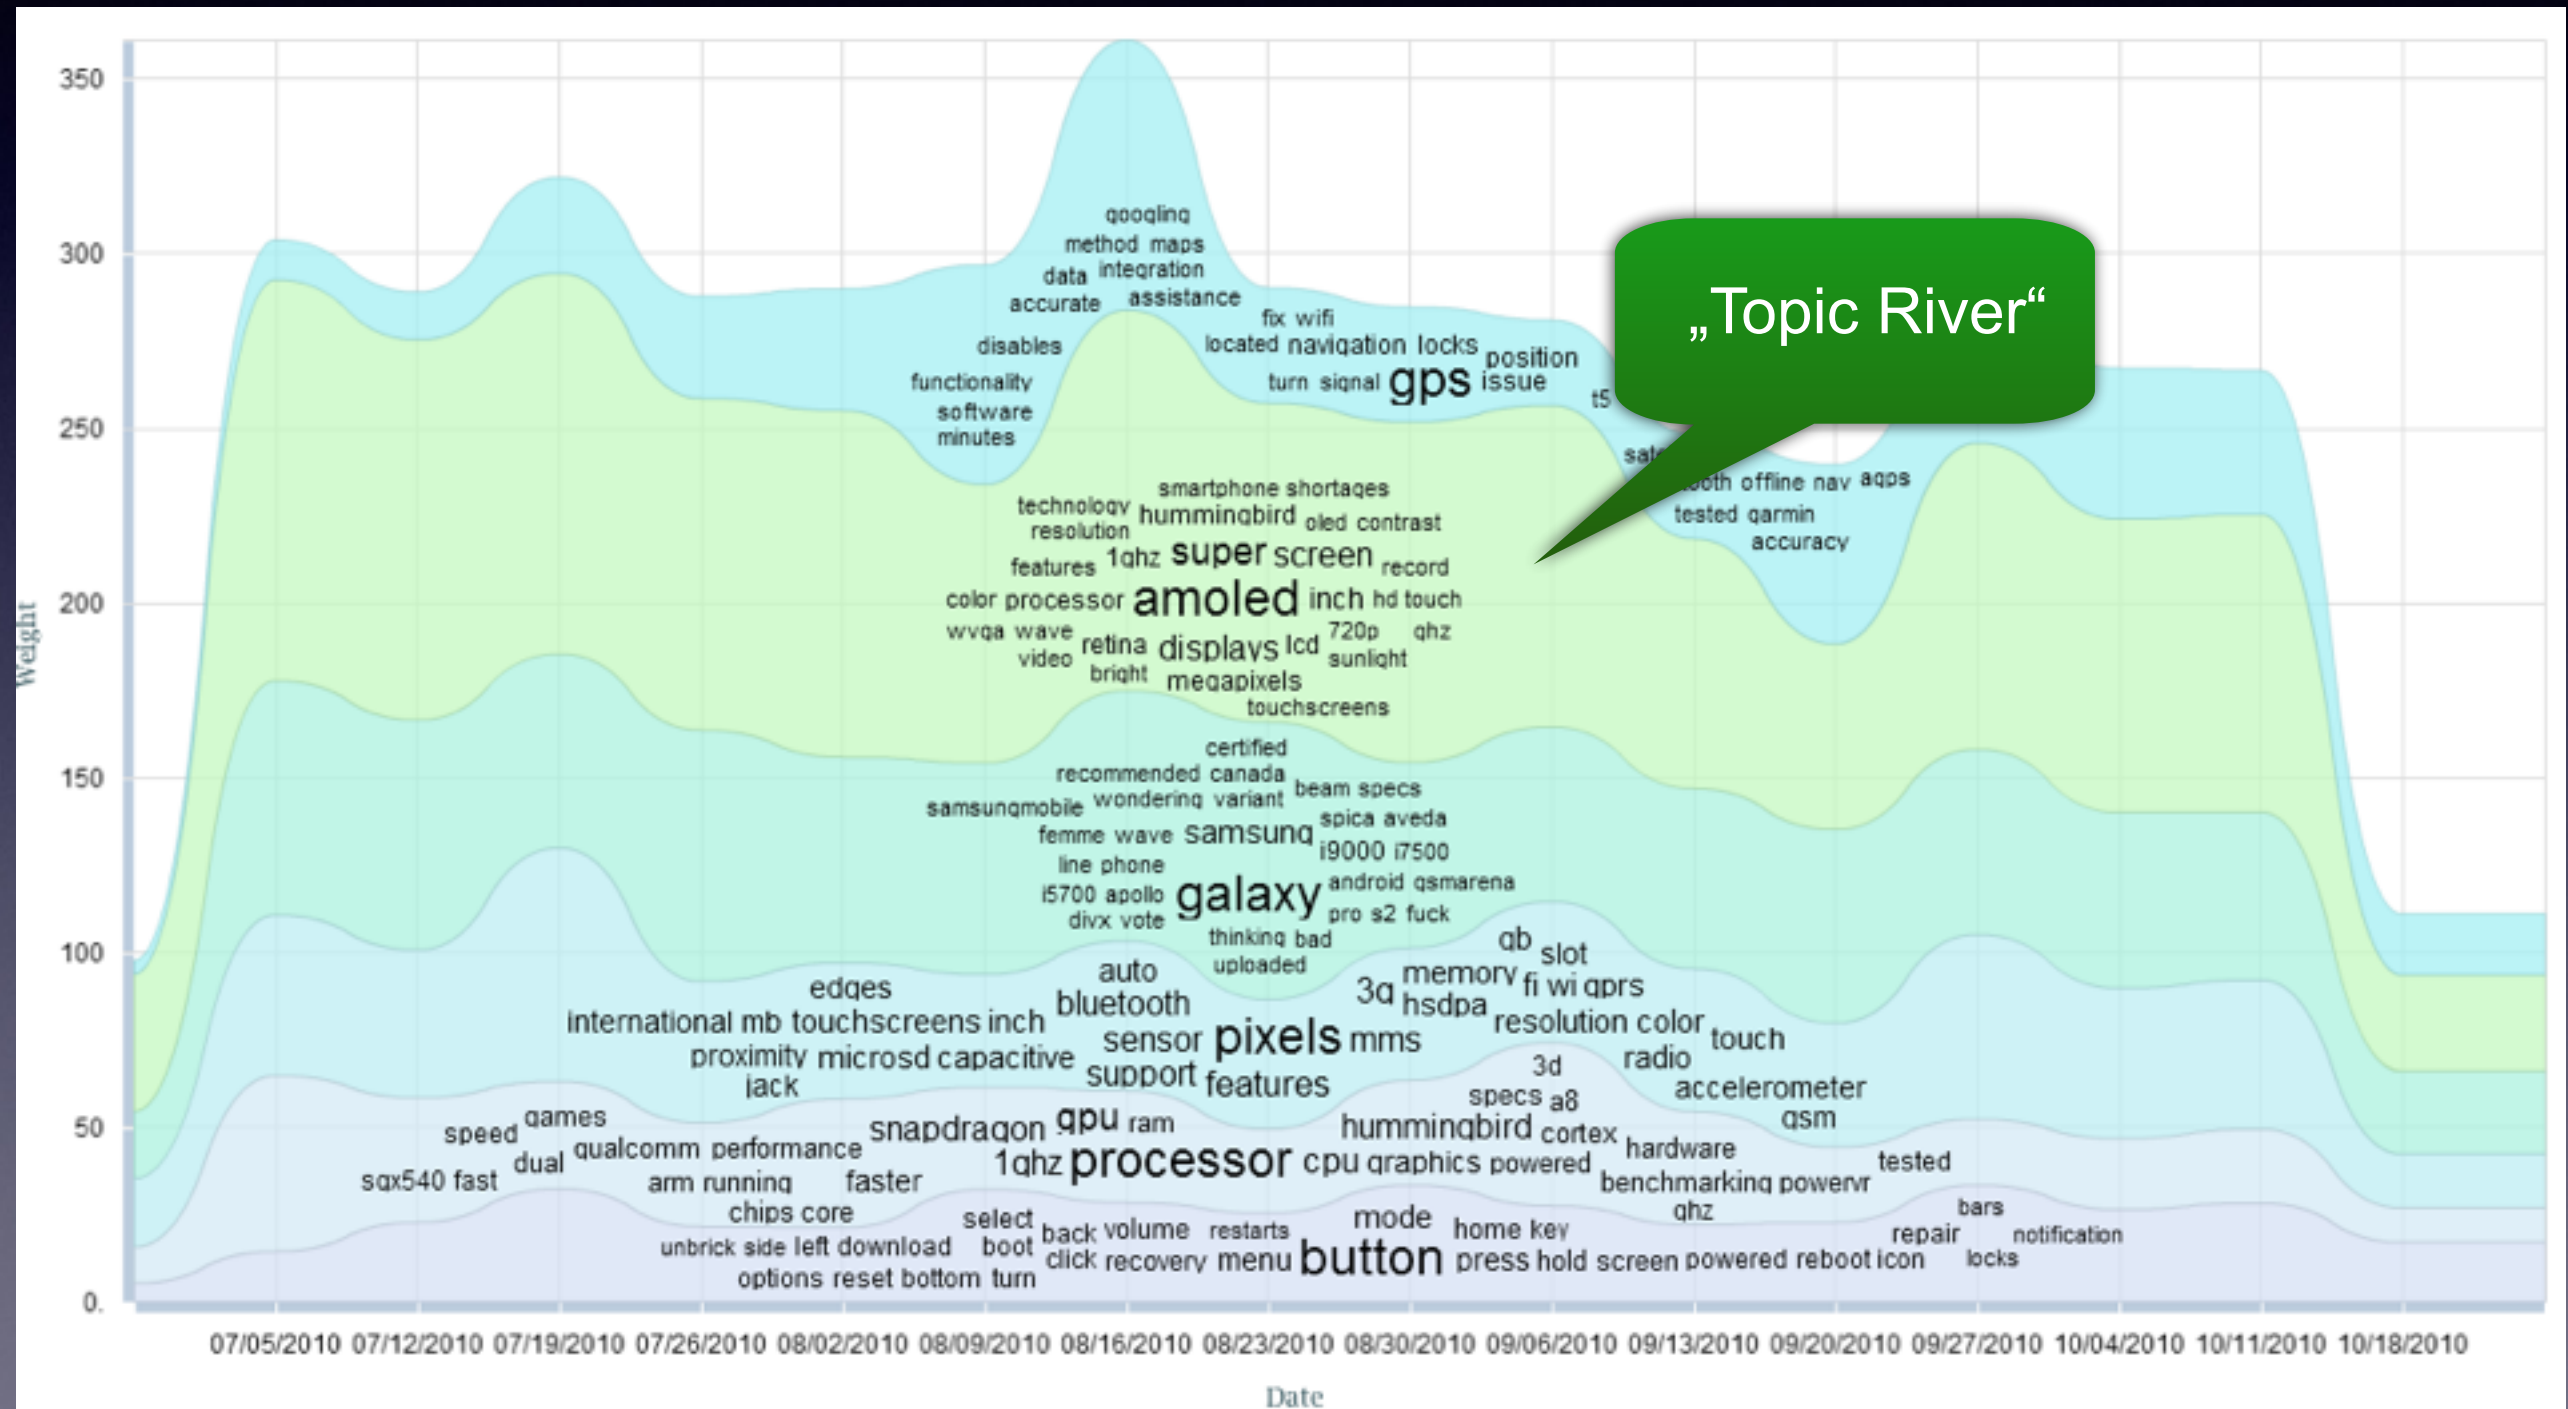 350
300
250
200
150
100
50
0.
Weight
„Topic River“
googling
method maps
data integration
accurate assistance
disables
functionality
software
minutes
fix wifi
located navigation locks position
turn signal gps issue
t5
tooth offline nav agps
tested garmin
accuracy
smartphone shortages
technology hummingbird oled contrast
resolution
features 1ghz super screen record
color processor amoled inch hd touch
wvga wave retina displays lcd 720p ghz
video sunlight
bright megapixels
touchscreens
certified
recommended canada beam specs
samsungmobile wondering variant
femme wave samsung spica aveda
line phone i9000 i7500
i5700 apollo galaxy android gsmarena
divx vote pro s2 fuck
thinking bad
uploaded
gb slot
edges auto 3g memory fi wi gprs
bluetooth hsdpa
international mb touchscreens inch sensor pixels mms resolution color touch
proximity microsd capacitive radio
jack support features accelerometer
gsm
3d
specs a8
games snapdragon gpu ram hummingbird cortex hardware
speed
dual qualcomm performance 1ghz processor cpu graphics powered tested
sgx540 fast arm running faster benchmarking powervr
chips core ghz
select back volume restarts mode home key bars
repair notification
unbrick side left download boot click recovery menu button press hold screen powered reboot icon locks
options reset bottom turn
07/05/2010 07/12/2010 07/19/2010 07/26/2010 08/02/2010 08/09/2010 08/16/2010 08/23/2010 08/30/2010 09/06/2010 09/13/2010 09/20/2010 09/27/2010 10/04/2010 10/11/2010 10/18/2010
Date